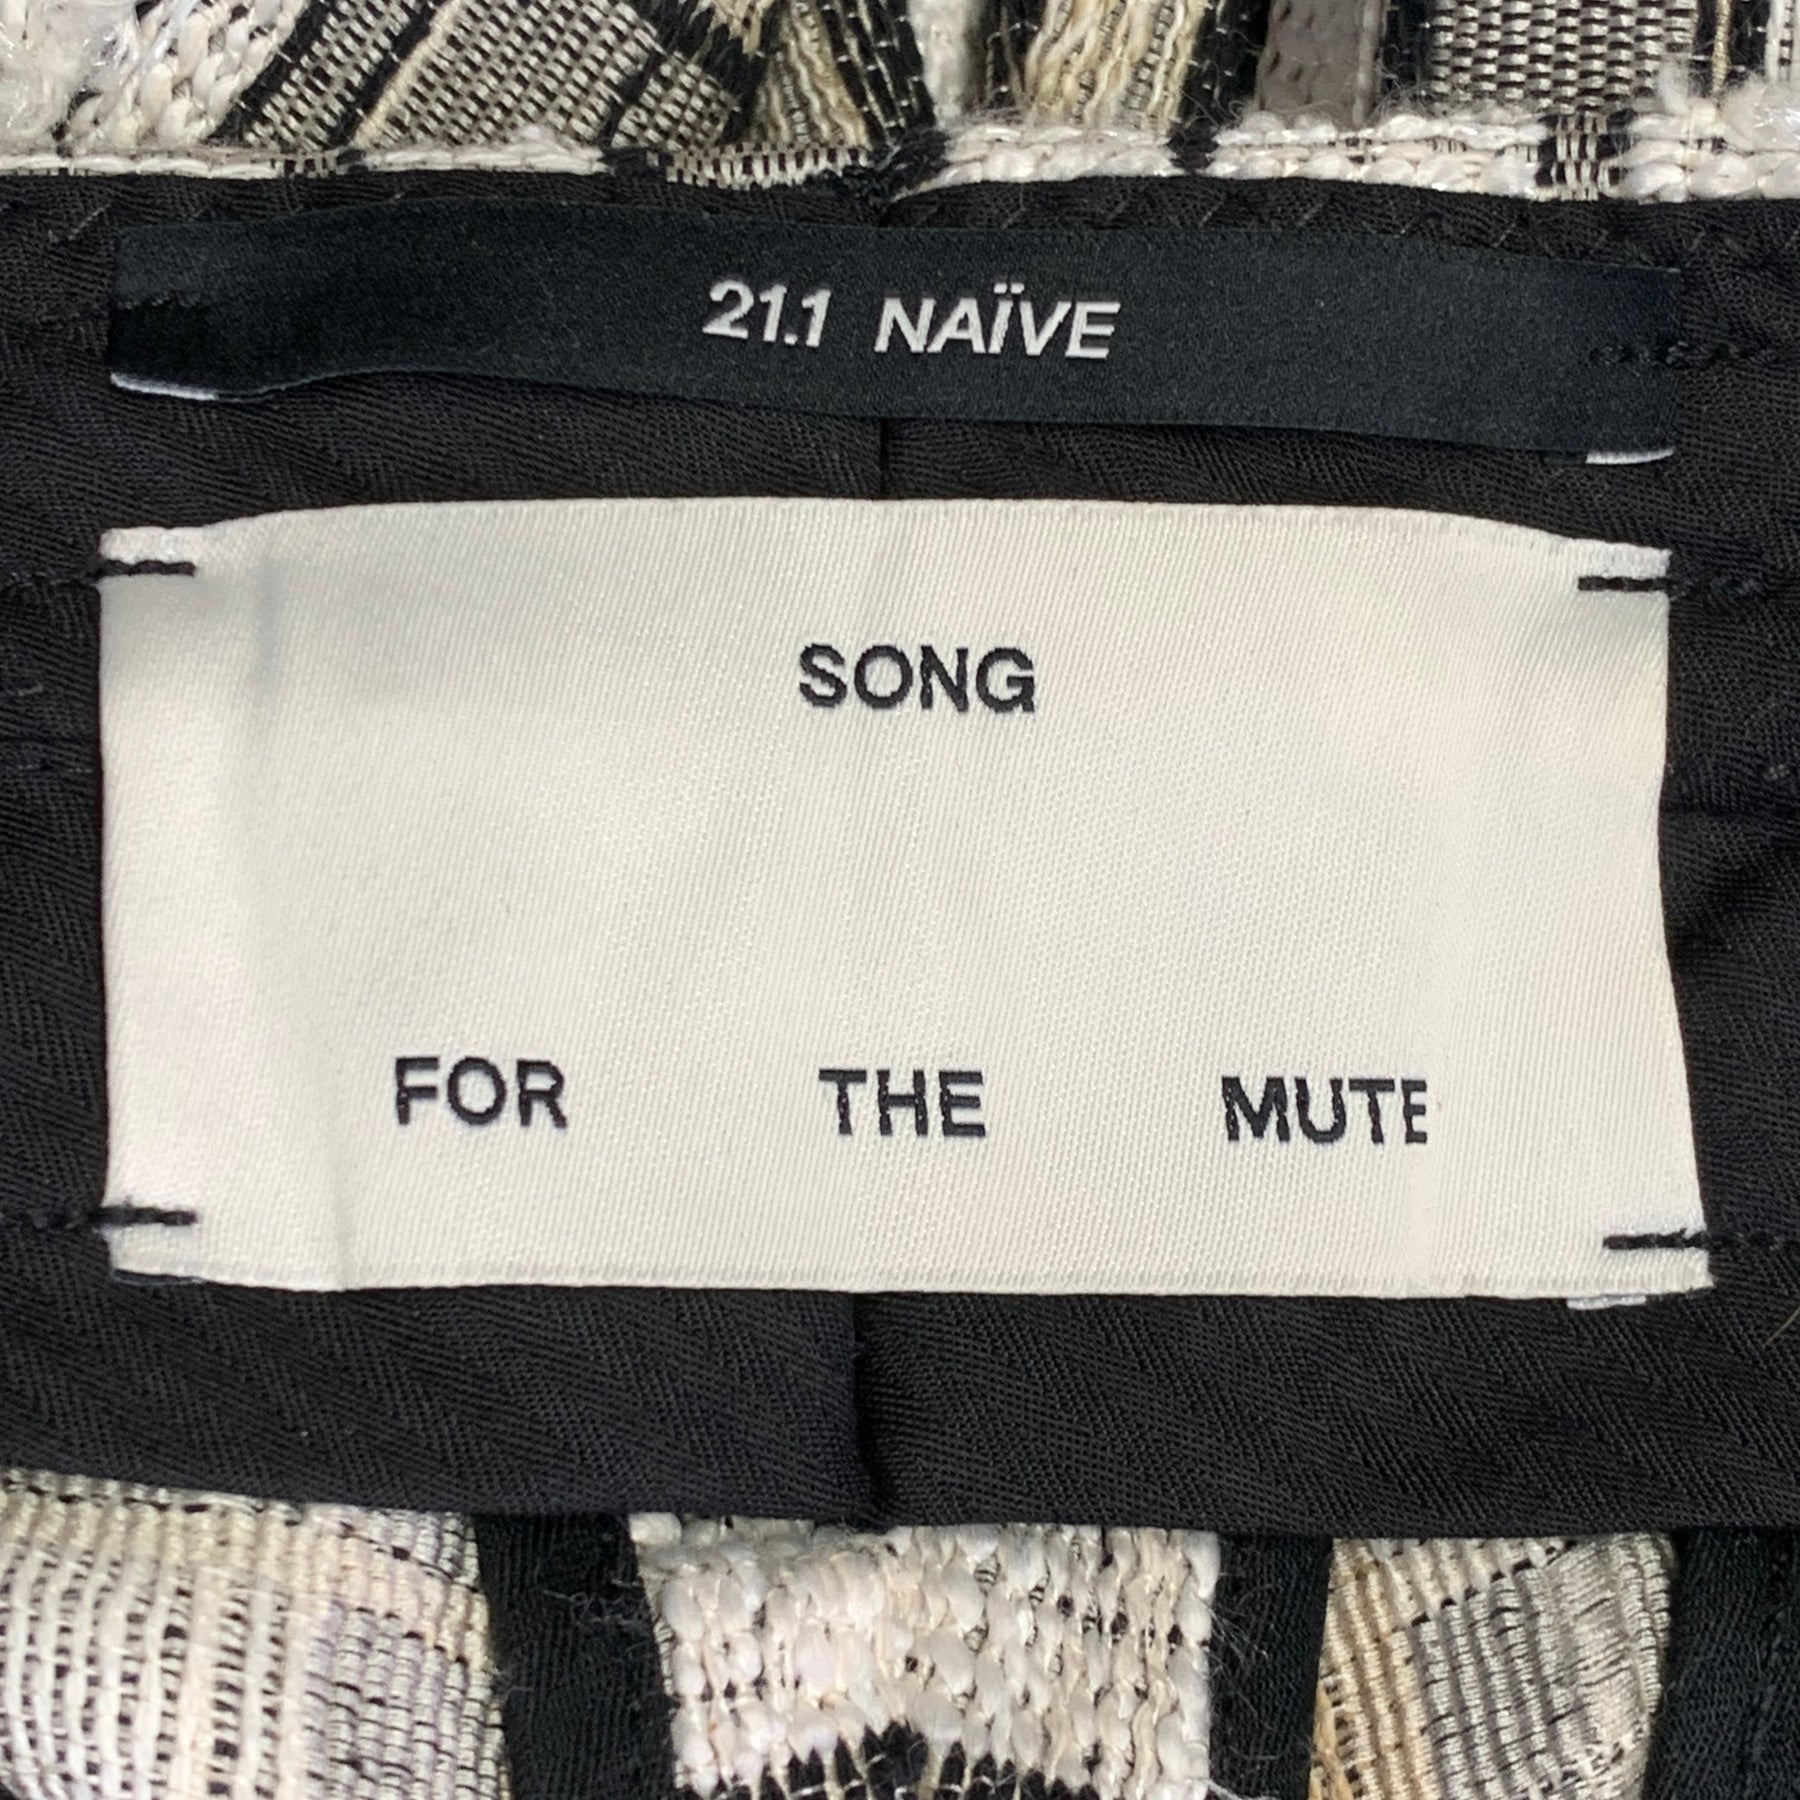 21.1 NAÏVE
SONG
FOR THE MUTE